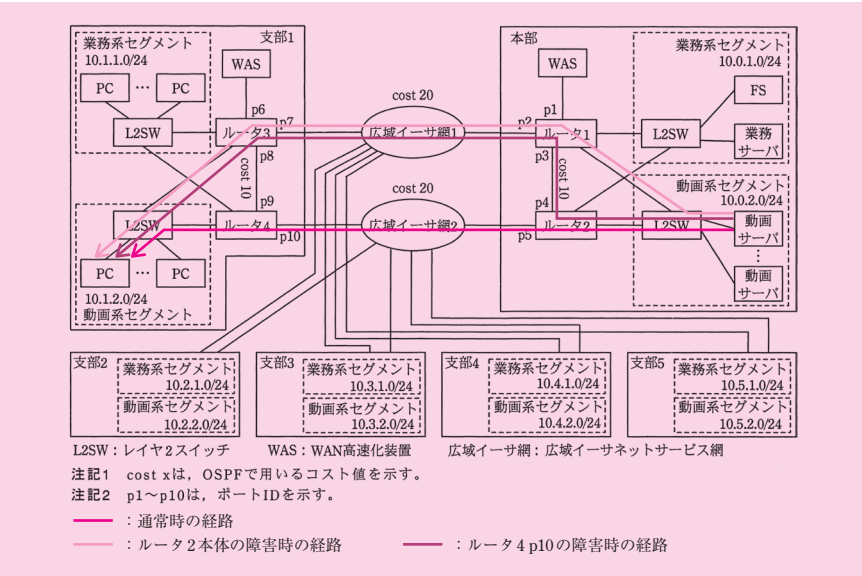 支部1
業務系セグメント
10.1.1.0/24
PC … PC
WAS
L2SW
p6
p7
ルータ3
p8
cost 10
p9
ルータ4
p10
L2SW
PC … PC
10.1.2.0/24
動画系セグメント
cost 20
広域イーサ網1
cost 20
広域イーサ網2
本部
WAS
p1
p2
ルータ1
p3
cost 10
p4
ルータ2
p5
業務系セグメント
10.0.1.0/24
FS
L2SW
業務
サーバ
動画系セグメント
10.0.2.0/24
L2SW
動画
サーバ
⋮
動画
サーバ
支部2
業務系セグメント
10.2.1.0/24
動画系セグメント
10.2.2.0/24
支部3
業務系セグメント
10.3.1.0/24
動画系セグメント
10.3.2.0/24
支部4
業務系セグメント
10.4.1.0/24
動画系セグメント
10.4.2.0/24
支部5
業務系セグメント
10.5.1.0/24
動画系セグメント
10.5.2.0/24
L2SW:レイヤ2スイッチ WAS:WAN高速化装置 広域イーサ網:広域イーサネットサービス網
注記1 cost xは,OSPFで用いるコスト値を示す。
注記2 p1〜p10は,ポートIDを示す。
:通常時の経路
:ルータ2本体の障害時の経路 :ルータ4 p10の障害時の経路